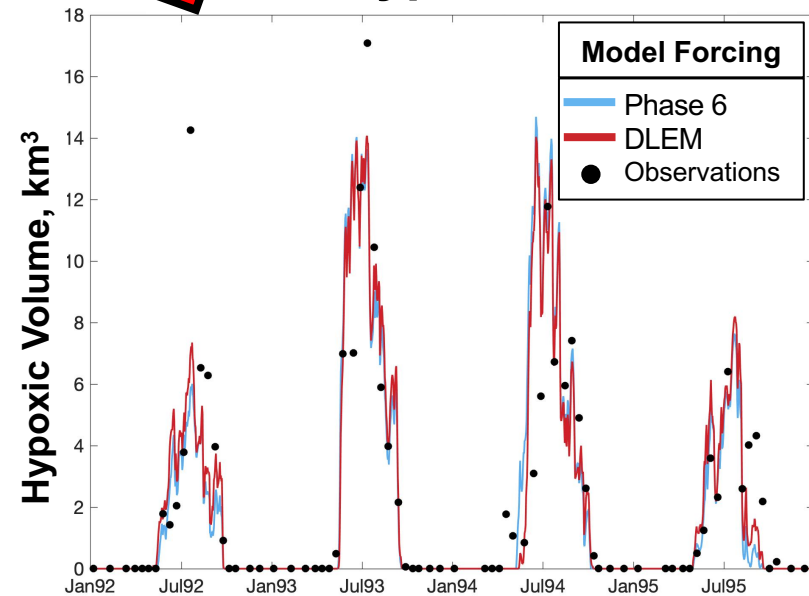 18
16
14
12
10
8
6
4
2
0
Hypoxic Volume, km³
Model Forcing
Phase 6
DLEM
Observations
Jan92 Jul92 Jan93 Jul93 Jan94 Jul94 Jan95 Jul95